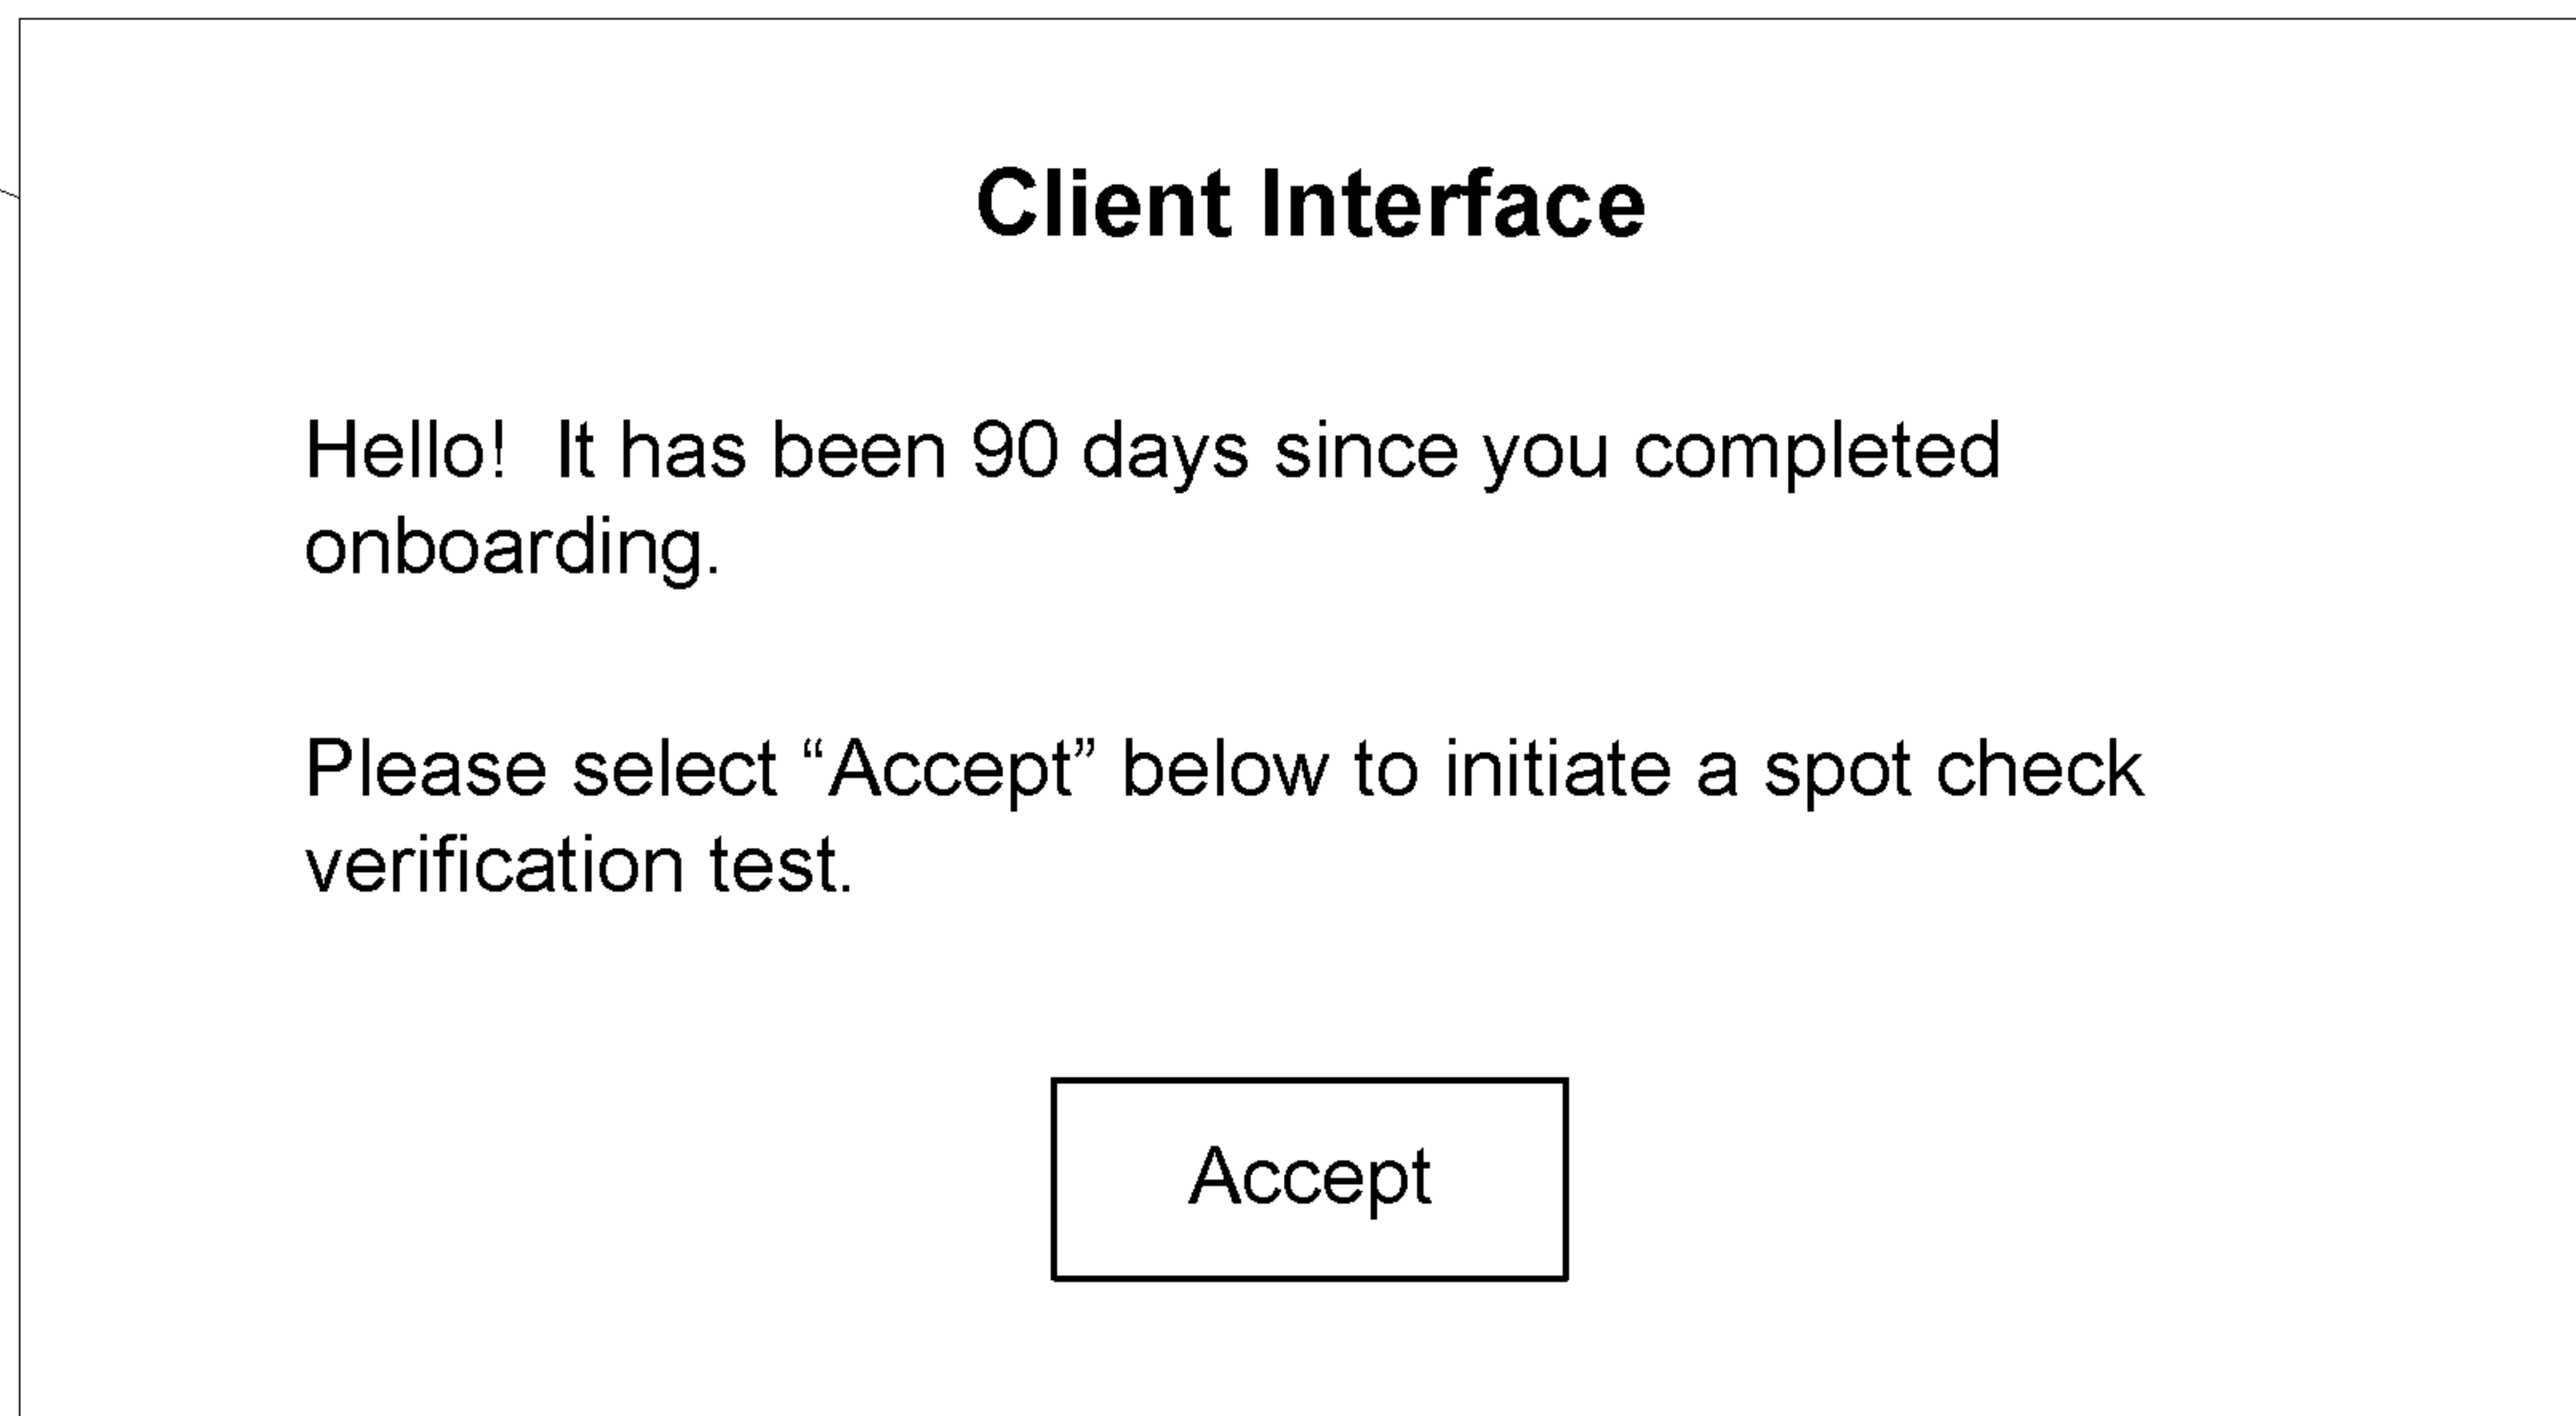 Client Interface
Hello!  It has been 90 days since you completed
onboarding.
Please select “Accept” below to initiate a spot check
verification test.
Accept